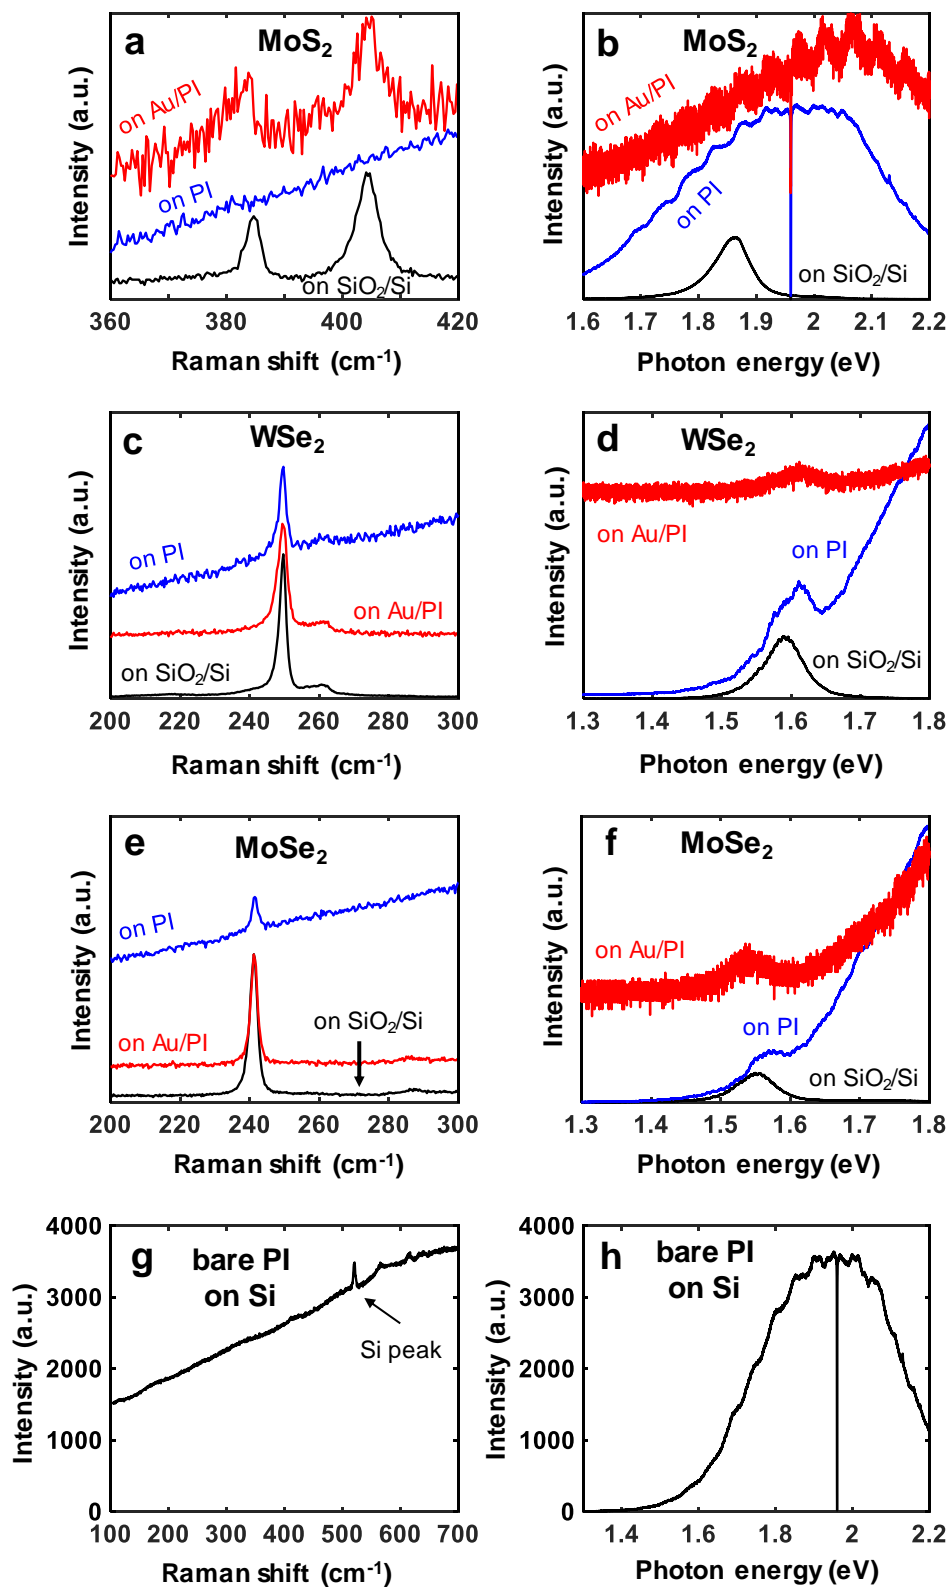 a MoS2
on Au/PI
on PI
on SiO2/Si
Intensity (a.u.)
360 380 400 420
Raman shift (cm-1)
b MoS2
on Au/PI
on PI
on SiO2/Si
Intensity (a.u.)
1.6 1.7 1.8 1.9 2 2.1 2.2
Photon energy (eV)
c WSe2
on PI
on Au/PI
on SiO2/Si
Intensity (a.u.)
200 220 240 260 280 300
Raman shift (cm-1)
d WSe2
on Au/PI
on PI
on SiO2/Si
Intensity (a.u.)
1.3 1.4 1.5 1.6 1.7 1.8
Photon energy (eV)
e MoSe2
on PI
on SiO2/Si
on Au/PI
Intensity (a.u.)
200 220 240 260 280 300
Raman shift (cm-1)
f MoSe2
on Au/PI
on PI
on SiO2/Si
Intensity (a.u.)
1.3 1.4 1.5 1.6 1.7 1.8
Photon energy (eV)
g bare PI
on Si
Si peak
Intensity (a.u.)
4000
3000
2000
1000
0
100 200 300 400 500 600 700
Raman shift (cm-1)
h bare PI
on Si
Intensity (a.u.)
4000
3000
2000
1000
0
1.4 1.6 1.8 2 2.2
Photon energy (eV)